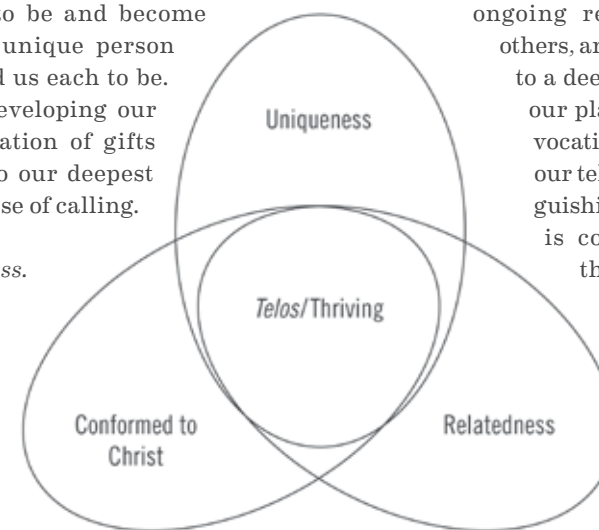 to be and become
unique person
us each to be.
eveloping our
ation of gifts
o our deepest
se of calling.
ss.
ongoing re
others, an
to a dee
our pla
vocati
our tel
guishi
is co
th
Uniqueness
Telos/Thriving
Conformed to
Christ
Relatedness